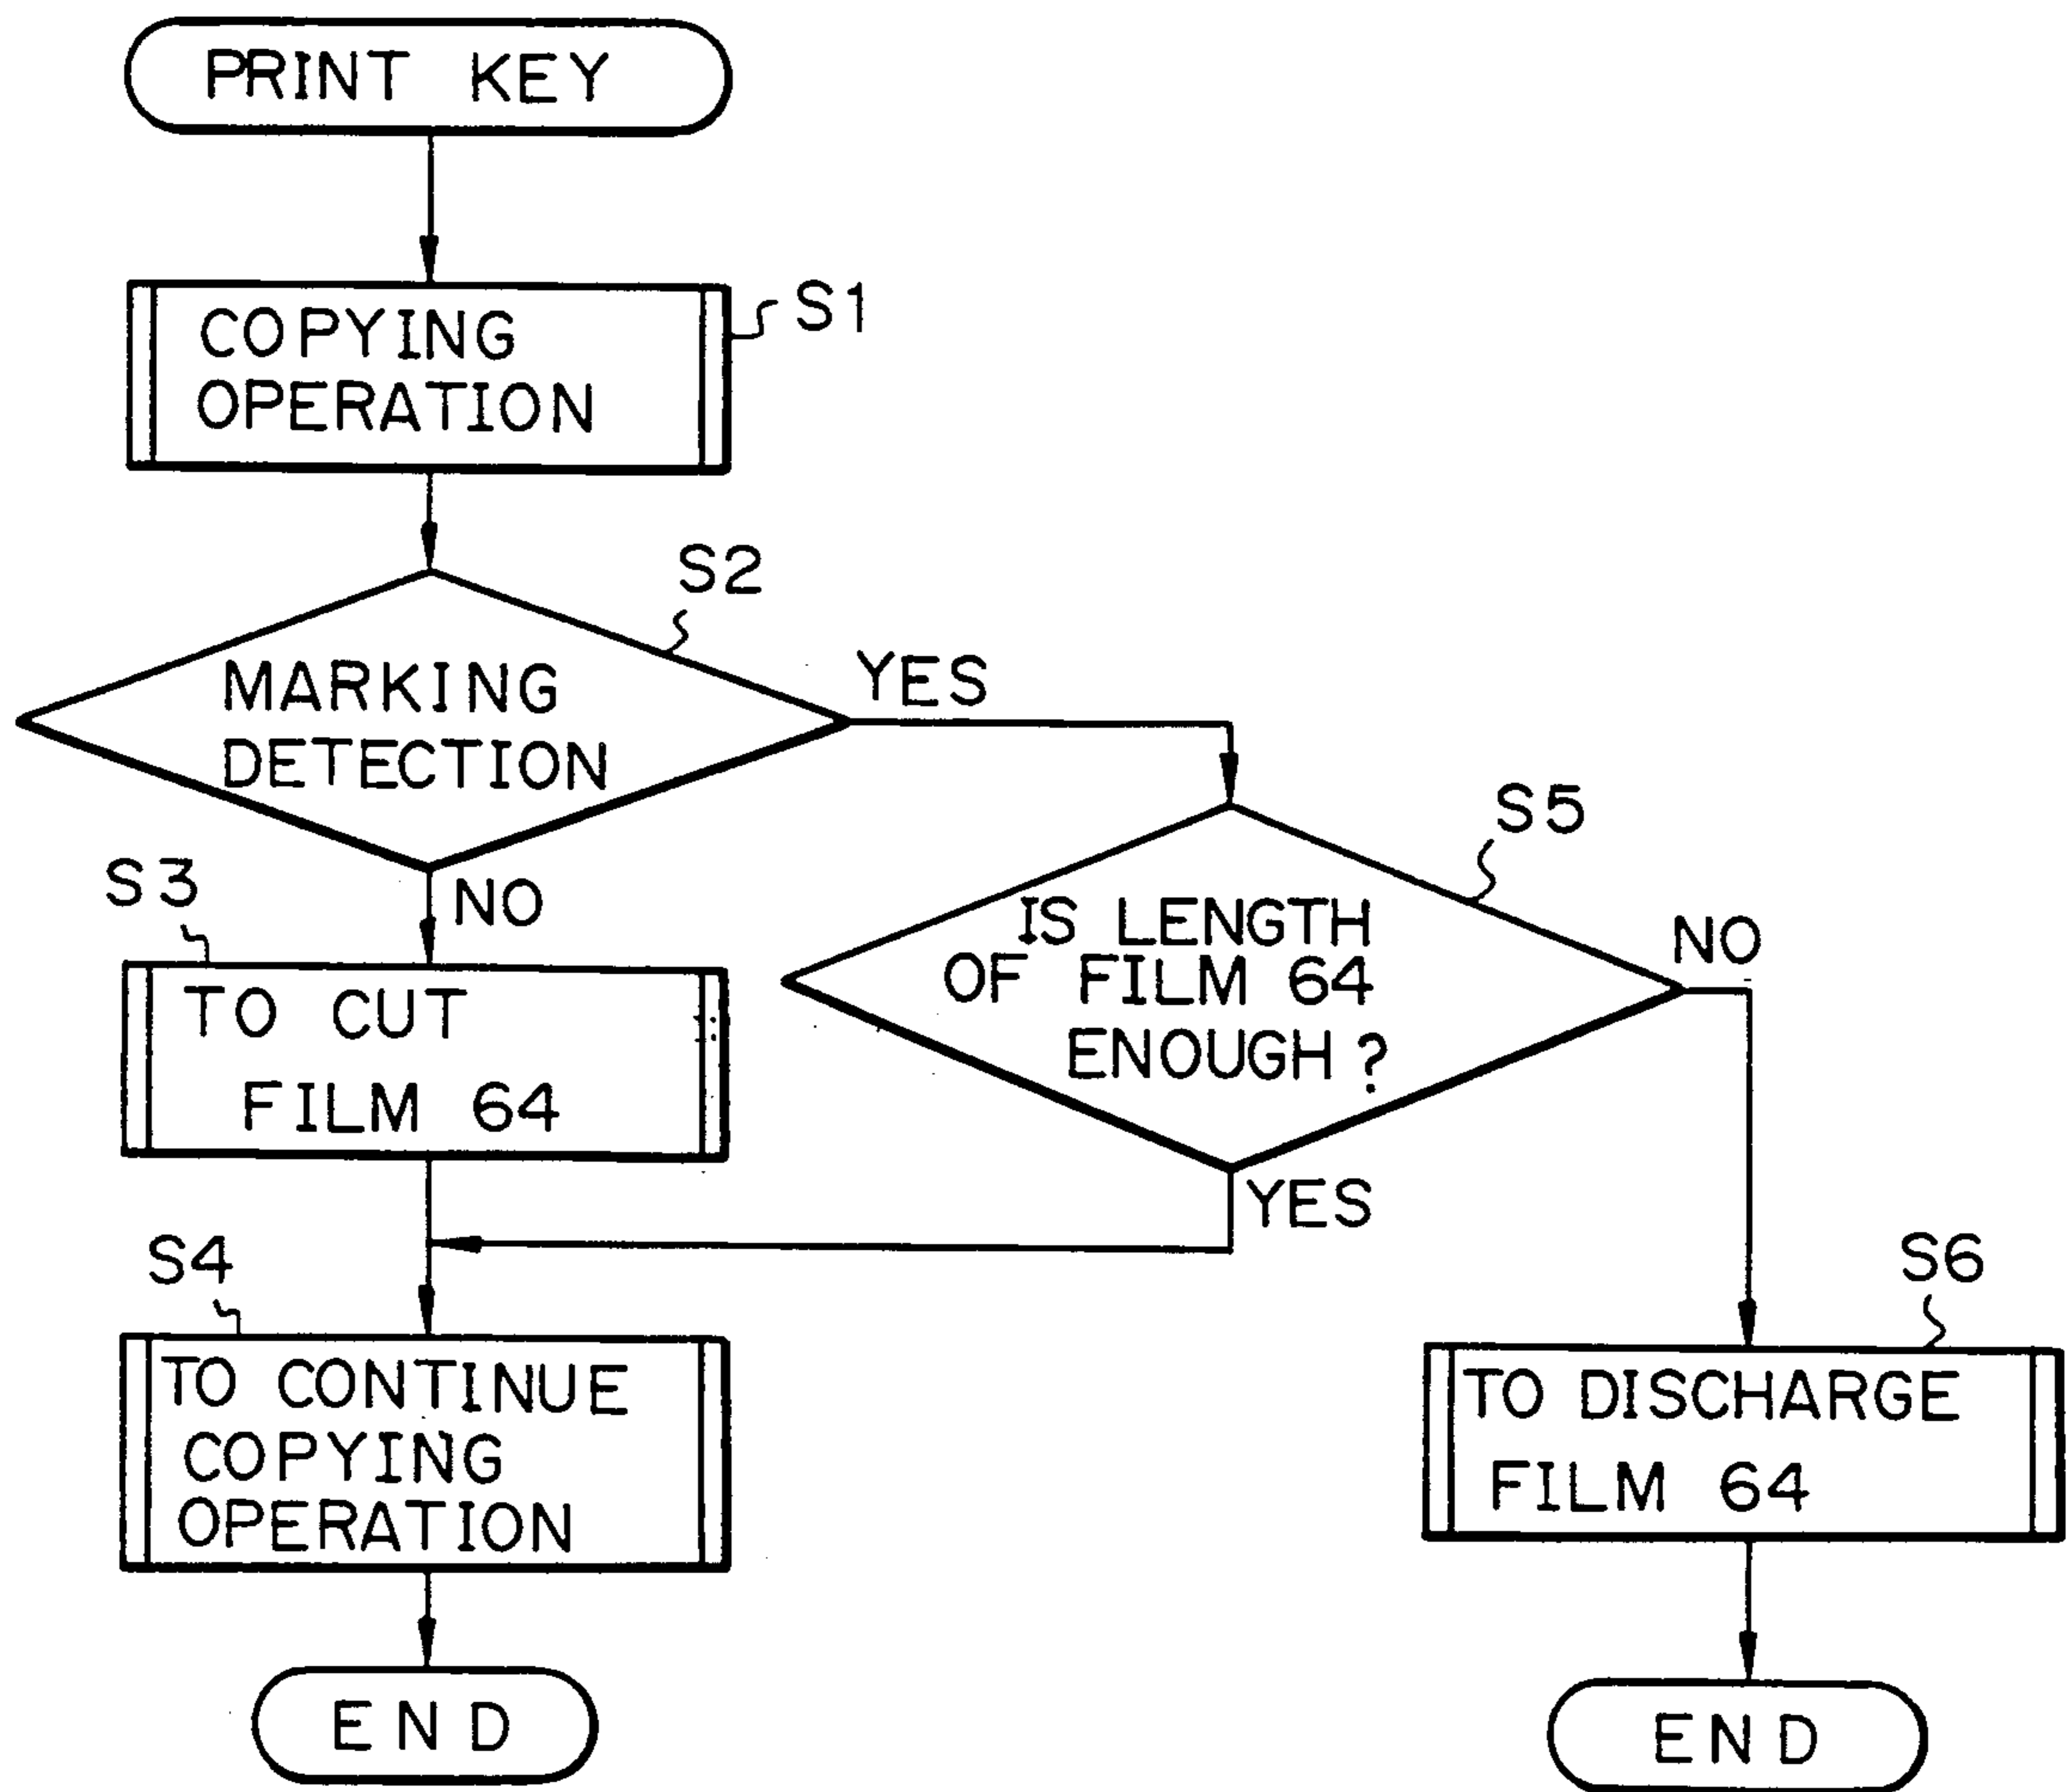 PRINT KEY
COPYING
OPERATION
S1
S2
MARKING
DETECTION
YES
NO
S3
TO CUT
FILM 64
S5
IS LENGTH
OF FILM 64
ENOUGH?
NO
YES
S4
TO CONTINUE
COPYING
OPERATION
S6
TO DISCHARGE
FILM 64
END
END